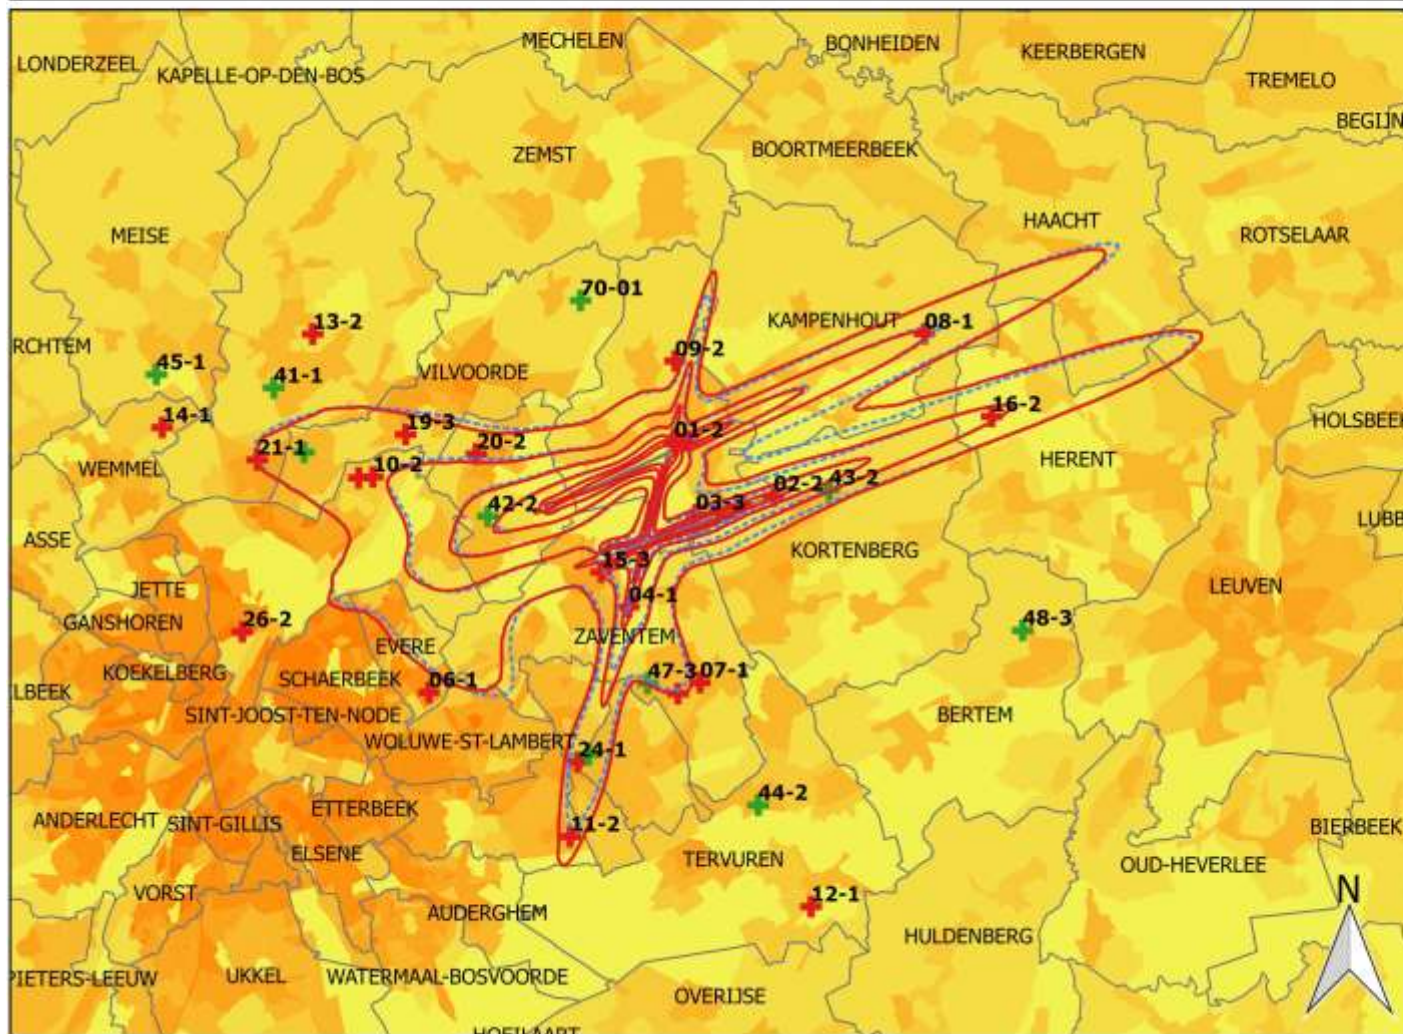 MECHELEN
BONHEIDEN
KEERBERGEN
LONDERZEEL
KAPELLE-OP-DEN-BOS
TREMELO
BEGIJN
ZEMST
BOORTMEERBEEK
HAACHT
MEISE
ROTSELAAR
70-01
13-2
KAMPENHOUT
08-1
RCHTEM
09-2
45-1
41-1
VILVOORDE
14-1
19-3
16-2
HOLSBEEK
01-2
20-2
21-1
WEMMEL
10-2
HERENT
02-2
43-2
42-2
03-3
LUBB
ASSE
KORTENBERG
15-3
JETTE
LEUVEN
04-1
GANSHOREN
26-2
48-3
EVERE
ZAVENTEM
KOEKELBERG
SCHAERBEEK
47-3
07-1
06-1
LBEEK
SINT-JOOST-TEN-NODE
BERTEM
WOLUWE-ST-LAMBERT
24-1
44-2
ETTERBEEK
ANDERLECHT
SINT-GILLIS
11-2
BIERBEEK
ELSENE
TERVUREN
OUD-HEVERLEE
VORST
12-1
N
AUDERGHEM
HULDENBERG
PIETERS-LEEUW
UKKEL
WATERMAAL-BOSVOORDE
OVERIJSE
HOEILAART